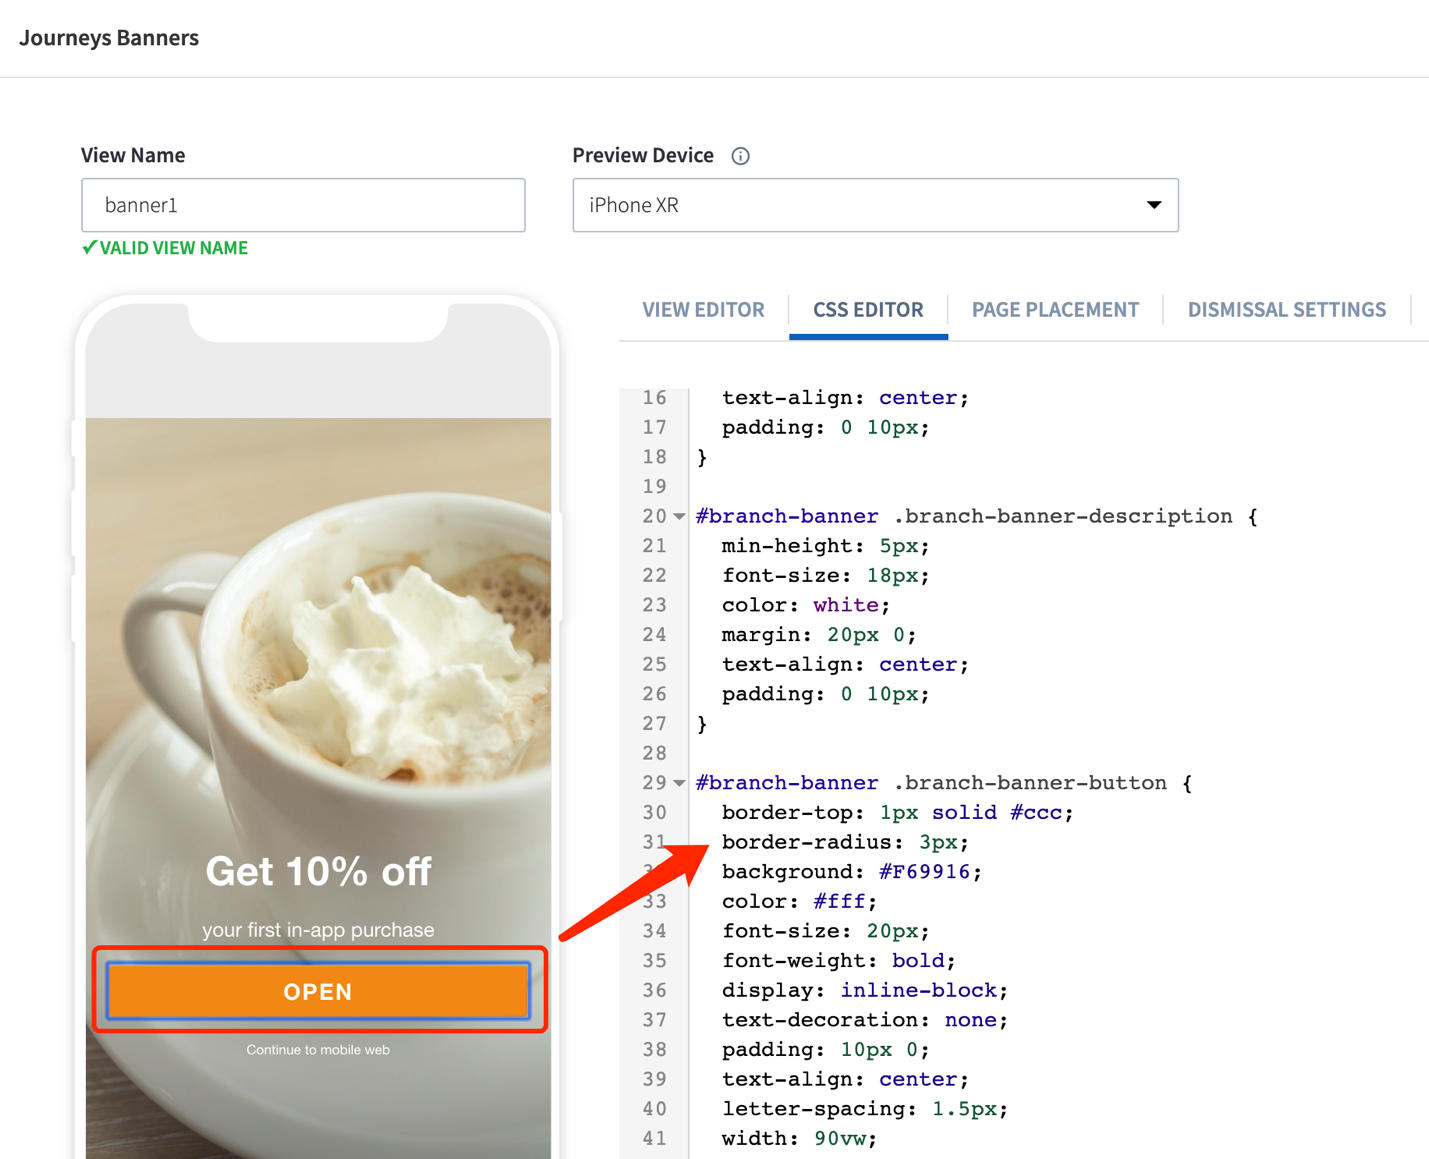 Journeys Banners
View Name
Preview Device
banner1
iPhone XR
✓VALID VIEW NAME
VIEW EDITOR
CSS EDITOR
PAGE PLACEMENT
DISMISSAL SETTINGS
16 text-align: center;
17 padding: 0 10px;
18 }
19
20 #branch-banner .branch-banner-description {
21 min-height: 5px;
22 font-size: 18px;
23 color: white;
24 margin: 20px 0;
25 text-align: center;
26 padding: 0 10px;
27 }
28
29 #branch-banner .branch-banner-button {
30 border-top: 1px solid #ccc;
31 border-radius: 3px;
background: #F69916;
33 color: #fff;
34 font-size: 20px;
35 font-weight: bold;
36 display: inline-block;
37 text-decoration: none;
38 padding: 10px 0;
39 text-align: center;
40 letter-spacing: 1.5px;
41 width: 90vw;
Get 10% off
your first in-app purchase
OPEN
Continue to mobile web